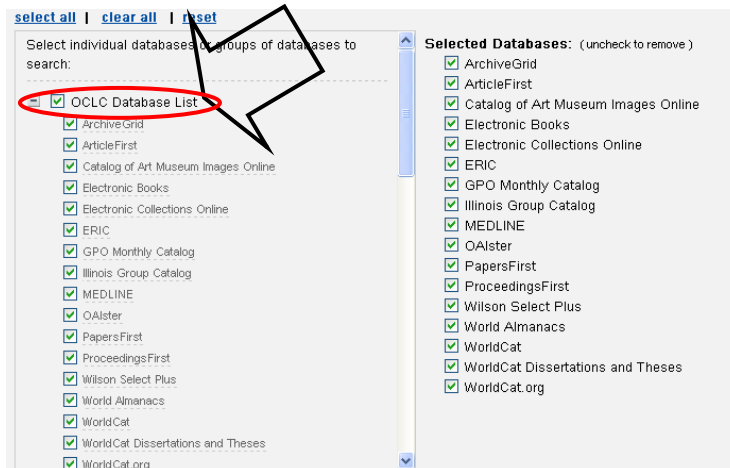 select all | clear all | reset
Select individual databases or groups of databases to
search:
OCLC Database List
ArchiveGrid
ArticleFirst
Catalog of Art Museum Images Online
Electronic Books
Electronic Collections Online
ERIC
GPO Monthly Catalog
Illinois Group Catalog
MEDLINE
OAIster
PapersFirst
ProceedingsFirst
Wilson Select Plus
World Almanacs
WorldCat
WorldCat Dissertations and Theses
WorldCat.org
Selected Databases: ( uncheck to remove )
ArchiveGrid
ArticleFirst
Catalog of Art Museum Images Online
Electronic Books
Electronic Collections Online
ERIC
GPO Monthly Catalog
Illinois Group Catalog
MEDLINE
OAIster
PapersFirst
ProceedingsFirst
Wilson Select Plus
World Almanacs
WorldCat
WorldCat Dissertations and Theses
WorldCat.org